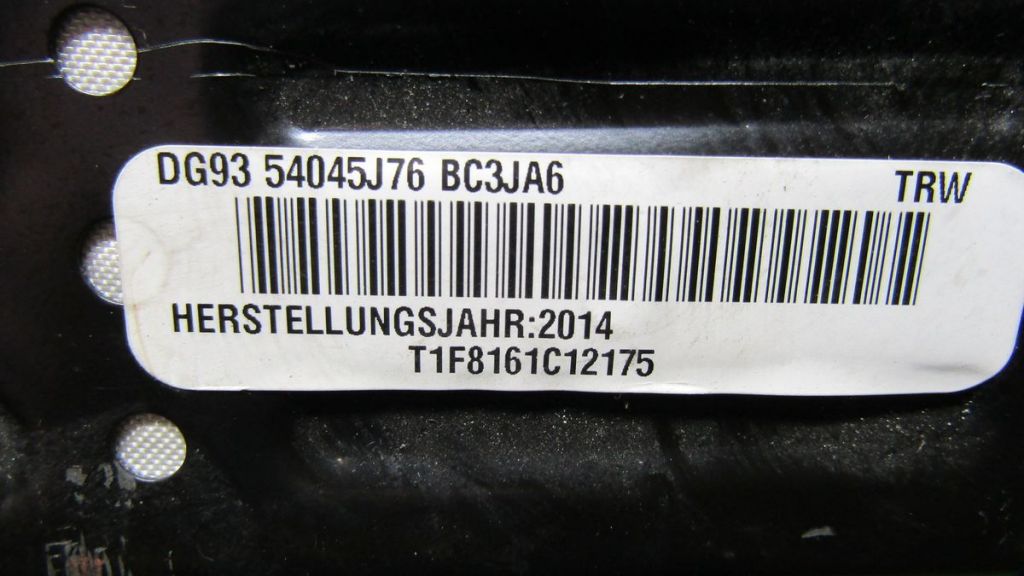 DG93 54045J76 BC3JA6 TRW
HERSTELLUNGSJAHR:2014
T1F8161C12175